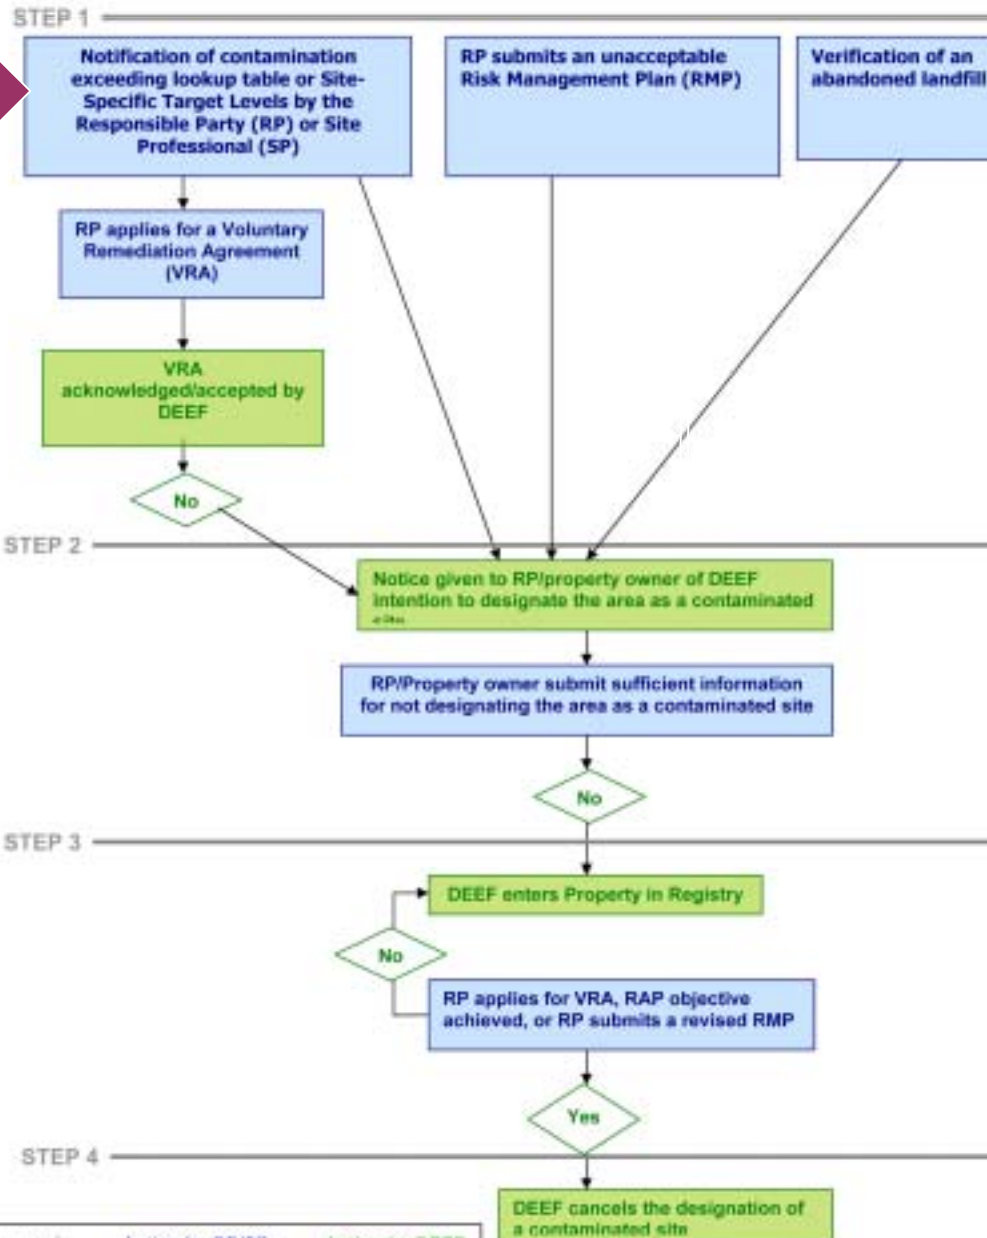 STEP 1
Notification of contamination
exceeding lookup table or Site-
Specific Target Levels by the
Responsible Party (RP) or Site
Professional (SP)
RP submits an unacceptable
Risk Management Plan (RMP)
Verification of an
abandoned landfill
RP applies for a Voluntary
Remediation Agreement
(VRA)
VRA
acknowledged/accepted by
DEEF
No
STEP 2
Notice given to RP/property owner of DEEF
intention to designate the area as a contaminated
RP/Property owner submit sufficient information
for not designating the area as a contaminated site
No
STEP 3
DEEF enters Property in Registry
No
RP applies for VRA, RAP objective
achieved, or RP submits a revised RMP
Yes
STEP 4
DEEF cancels the designation of
a contaminated site